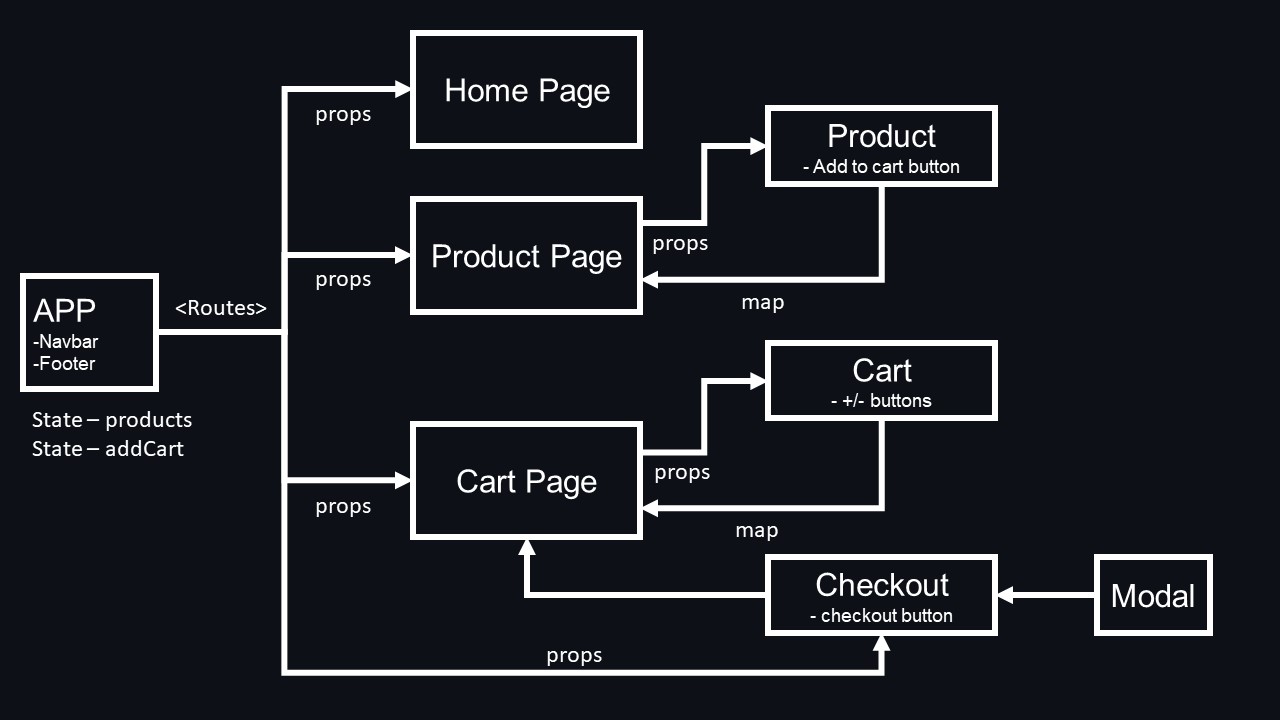 Home Page
props
Product
- Add to cart button
Product Page
props
props
map
APP
-Navbar
-Footer
<Routes>
State – products
State – addCart
Cart
- +/- buttons
Cart Page
props
props
map
Checkout
- checkout button
Modal
props